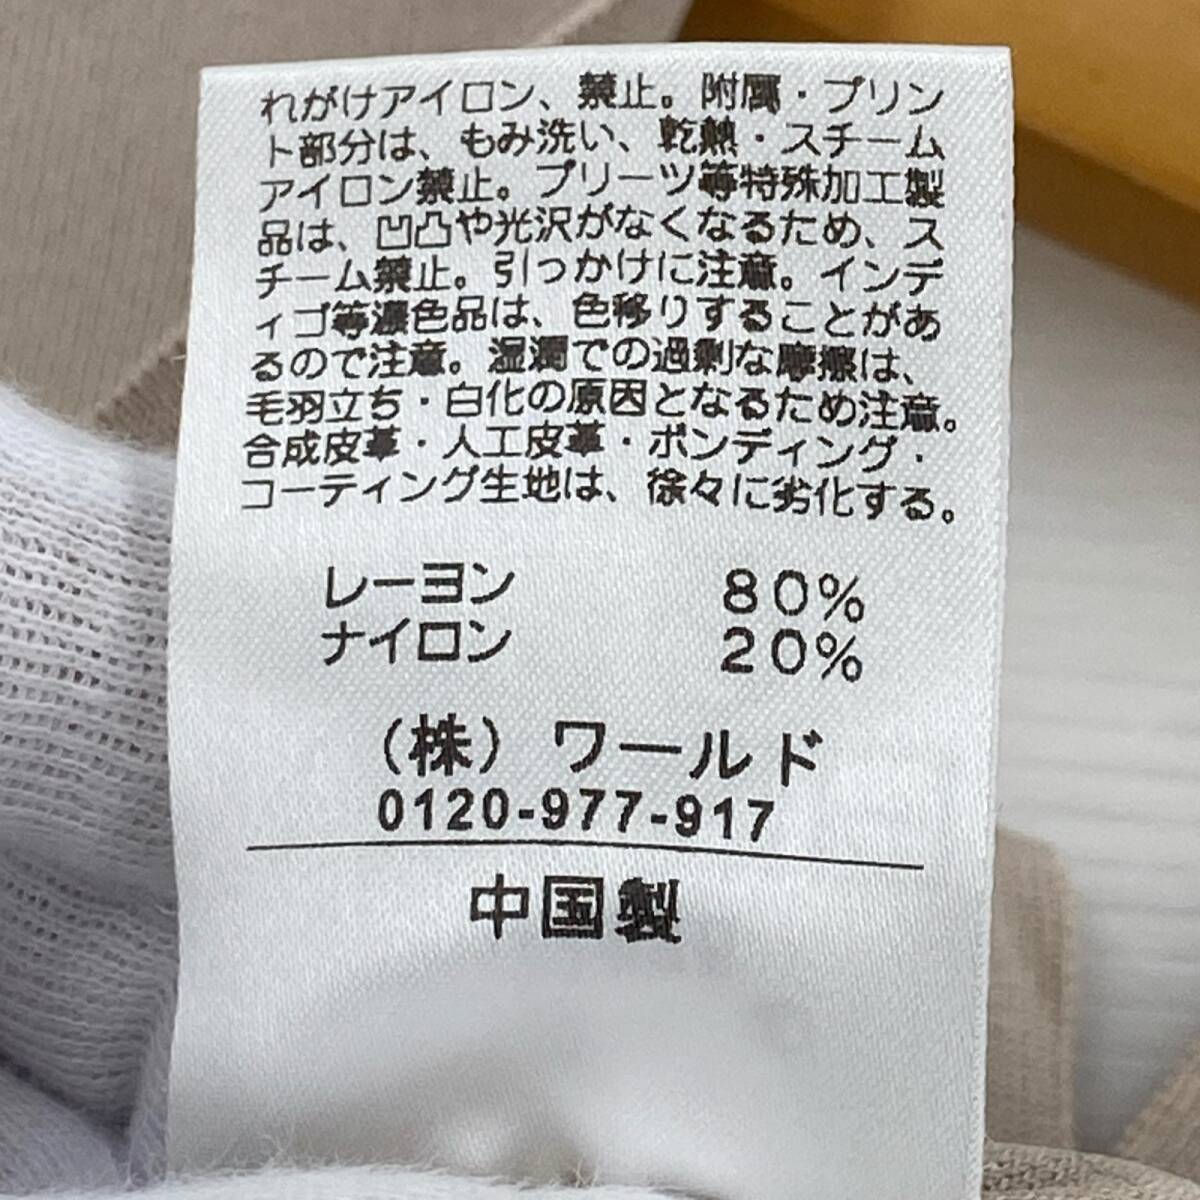 れがけアイロン、禁止。附属・プリン
ト部分は、もみ洗い、乾熱・スチーム
アイロン禁止。プリーツ等特殊加工製
品は、凹凸や光沢がなくなるため、ス
チーム禁止。引っかけに注意。インデ
ィゴ等濃色品は、色移りすることがあ
るので注意。湿潤での過剰な摩擦は、
毛羽立ち・白化の原因となるため注意。
合成皮革・人工皮革・ボンディング・
コーティング生地は、徐々に劣化する。
レーヨン 80%
ナイロン 20%
(株) ワールド
0120-977-917
中国製